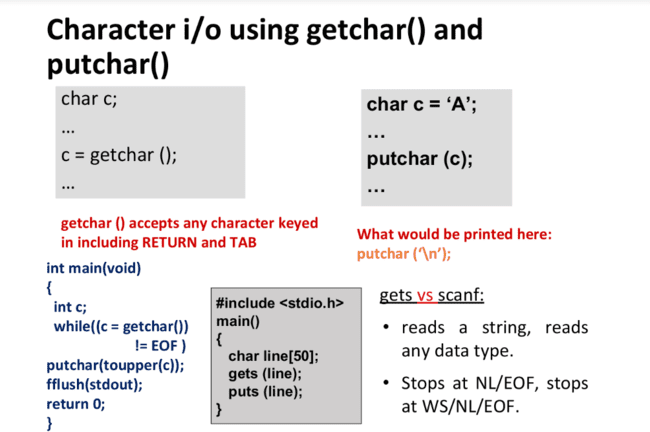 Character i/o using getchar() and
putchar()
char c;
...
c = getchar ();
...
char c = ‘A’;
...
putchar (c);
...
getchar () accepts any character keyed
in including RETURN and TAB
What would be printed here:
putchar (‘\n’);
int main(void)
{
int c;
while((c = getchar())
!= EOF )
putchar(toupper(c));
fflush(stdout);
return 0;
}
#include <stdio.h>
main()
{
char line[50];
gets (line);
puts (line);
}
gets vs scanf:
• reads a string, reads
any data type.
• Stops at NL/EOF, stops
at WS/NL/EOF.